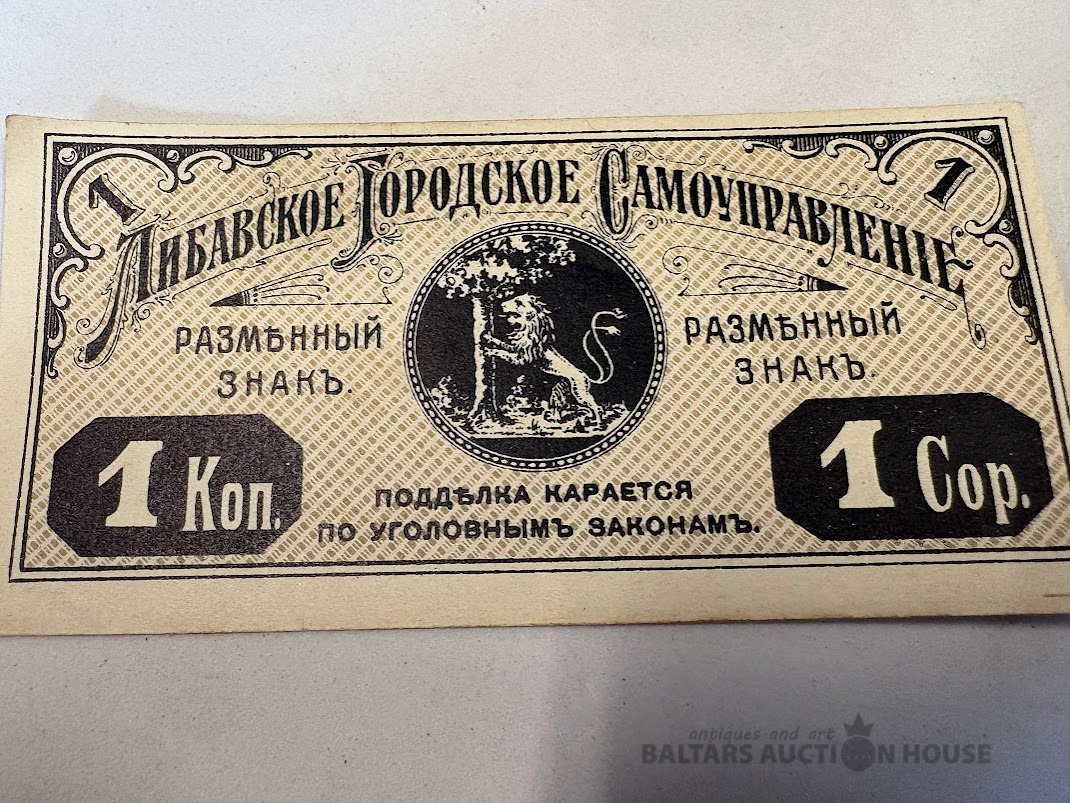 1
1
Либавское Городское Самоуправленіе
РАЗМѢННЫЙ
ЗНАКЪ.
РАЗМѢННЫЙ
ЗНАКЪ.
1 Коп.
1 Cop.
ПОДДѢЛКА КАРАЕТСЯ
ПО УГОЛОВНЫМЪ ЗАКОНАМЪ.
antiques and art
BALTARS AUCTION HOUSE